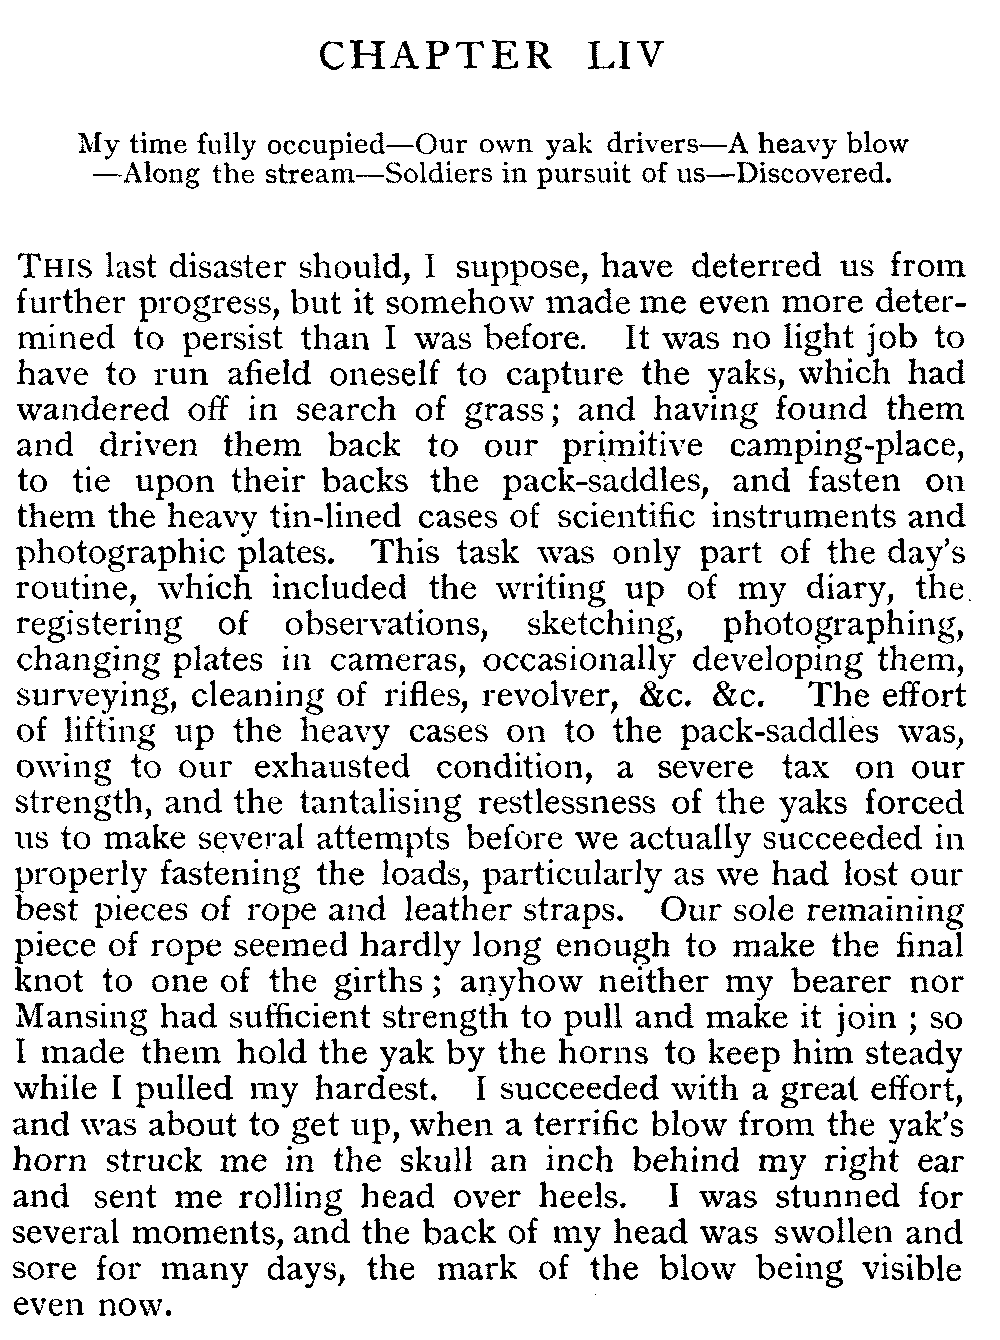 CHAPTER LIV
My time fully occupied—Our own yak drivers—A heavy blow
—Along the stream—Soldiers in pursuit of us—Discovered.
THIS last disaster should, I suppose, have deterred us from
further progress, but it somehow made me even more deter-
mined to persist than I was before. It was no light job to
have to run afield oneself to capture the yaks, which had
wandered off in search of grass; and having found them
and driven them back to our primitive camping-place,
to tie upon their backs the pack-saddles, and fasten on
them the heavy tin-lined cases of scientific instruments and
photographic plates. This task was only part of the day's
routine, which included the writing up of my diary, the
registering of observations, sketching, photographing,
changing plates in cameras, occasionally developing them,
surveying, cleaning of rifles, revolver, &c. &c. The effort
of lifting up the heavy cases on to the pack-saddles was,
owing to our exhausted condition, a severe tax on our
strength, and the tantalising restlessness of the yaks forced
us to make several attempts before we actually succeeded in
properly fastening the loads, particularly as we had lost our
best pieces of rope and leather straps. Our sole remaining
piece of rope seemed hardly long enough to make the final
knot to one of the girths; anyhow neither my bearer nor
Mansing had sufficient strength to pull and make it join; so
I made them hold the yak by the horns to keep him steady
while I pulled my hardest. I succeeded with a great effort,
and was about to get up, when a terrific blow from the yak's
horn struck me in the skull an inch behind my right ear
and sent me rolling head over heels. I was stunned for
several moments, and the back of my head was swollen and
sore for many days, the mark of the blow being visible
even now.